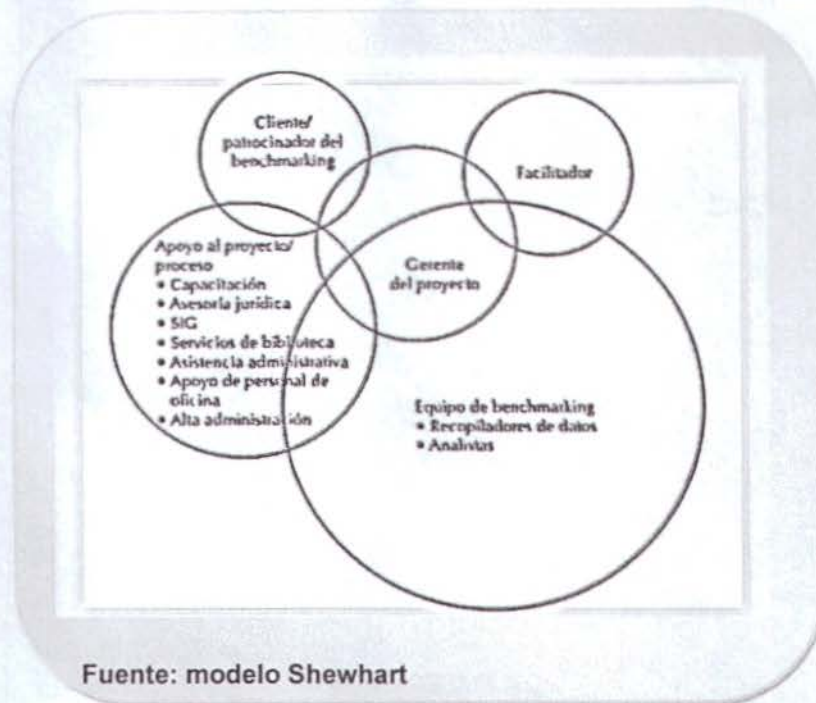 Cliente/
patrocinador del
benchmarking
Facilitador
Apoyo al proyecto/
proceso
• Capacitación
• Asesoría jurídica
• SIG
• Servicios de biblioteca
• Asistencia administrativa
• Apoyo de personal de
oficina
• Alta administración
Gerente
del proyecto
Equipo de benchmarking
• Recopiladores de datos
• Analistas
Fuente: modelo Shewhart